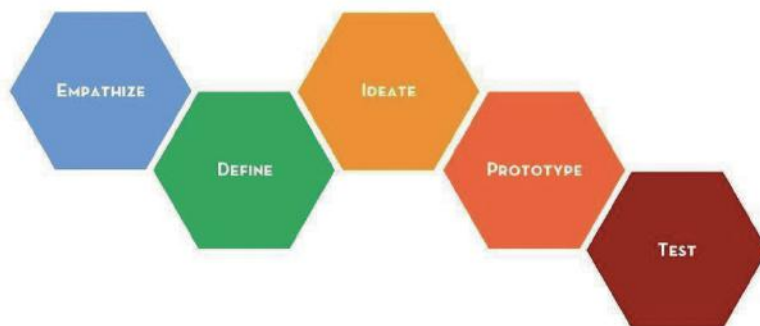 EMPATHIZE
DEFINE
IDEATE
PROTOTYPE
TEST